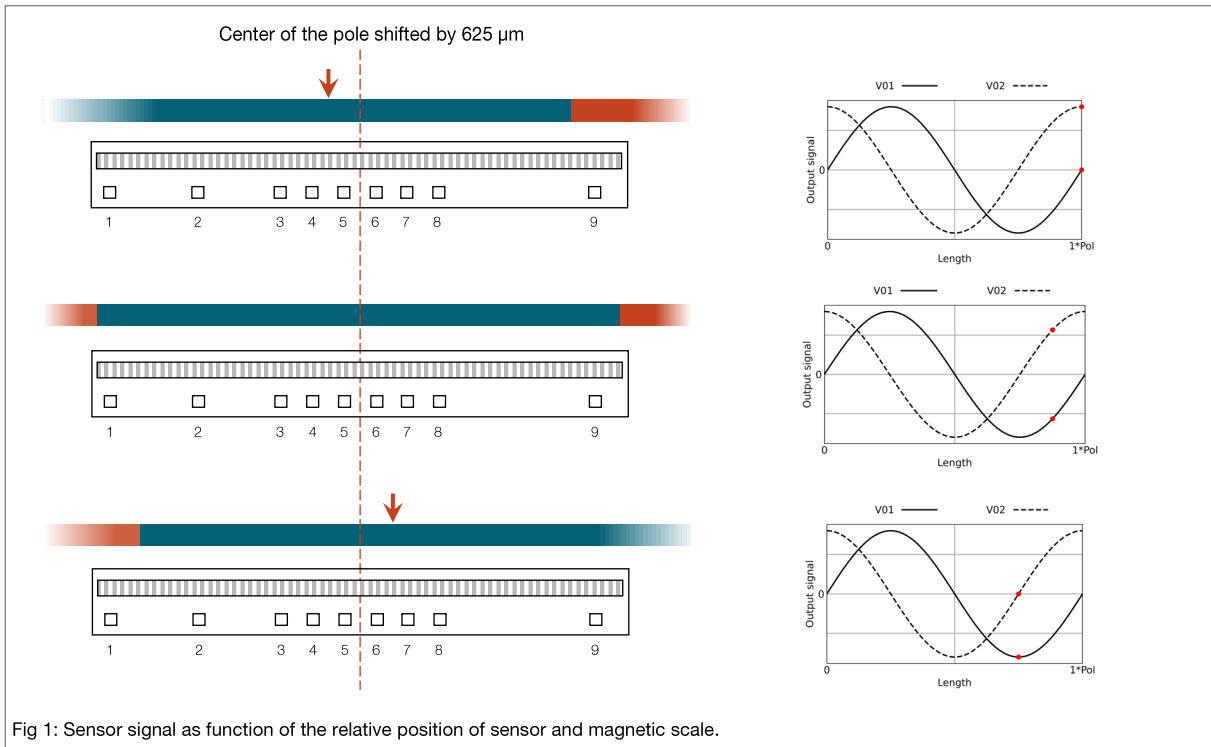 Center of the pole shifted by 625 µm
V01 V02
Output signal
0
0 1*Pol
Length
1 2 3 4 5 6 7 8 9
V01 V02
Output signal
0
0 1*Pol
Length
1 2 3 4 5 6 7 8 9
V01 V02
Output signal
0
0 1*Pol
Length
1 2 3 4 5 6 7 8 9
Fig 1: Sensor signal as function of the relative position of sensor and magnetic scale.